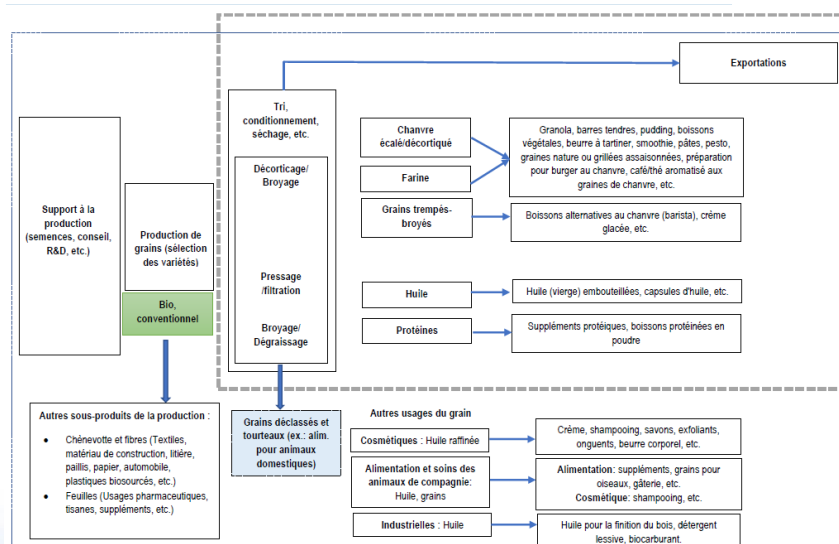 Exportations
Tri,
conditionnement,
séchage, etc.
Décorticage/
Broyage
Pressage
/filtration
Broyage/
Dégraissage
Support à la
production
(semences, conseil,
R&D, etc.)
Production de
grains (sélection
des variétés)
Bio,
conventionnel
Chanvre
écalé/décortiqué
Farine
Grains trempés-
broyés
Huile
Protéines
Granola, barres tendres, pudding, boissons
végétales, beurre à tartiner, smoothie, pâtes, pesto,
graines nature ou grillées assaisonnées, préparation
pour burger au chanvre, café/thé aromatisé aux
graines de chanvre, etc.
Boissons alternatives au chanvre (barista), crème
glacée, etc.
Huile (vierge) embouteillées, capsules d'huile, etc.
Suppléments protéiques, boissons protéinées en
poudre
Autres sous-produits de la production :
• Chènevotte et fibres (Textiles,
matériau de construction, litière,
paillis, papier, automobile,
plastiques biosourcés, etc.)
• Feuilles (Usages pharmaceutiques,
tisanes, suppléments, etc.)
Grains déclassés et
tourteaux (ex.: alim.
pour animaux
domestiques)
Autres usages du grain
Cosmétiques : Huile raffinée
Alimentation et soins des
animaux de compagnie:
Huile, grains
Industrielles : Huile
Crème, shampooing, savons, exfoliants,
onguents, beurre corporel, etc.
Alimentation: suppléments, grains pour
oiseaux, gâterie, etc.
Cosmétique: shampooing, etc.
Huile pour la finition du bois, détergent
lessive, biocarburant.